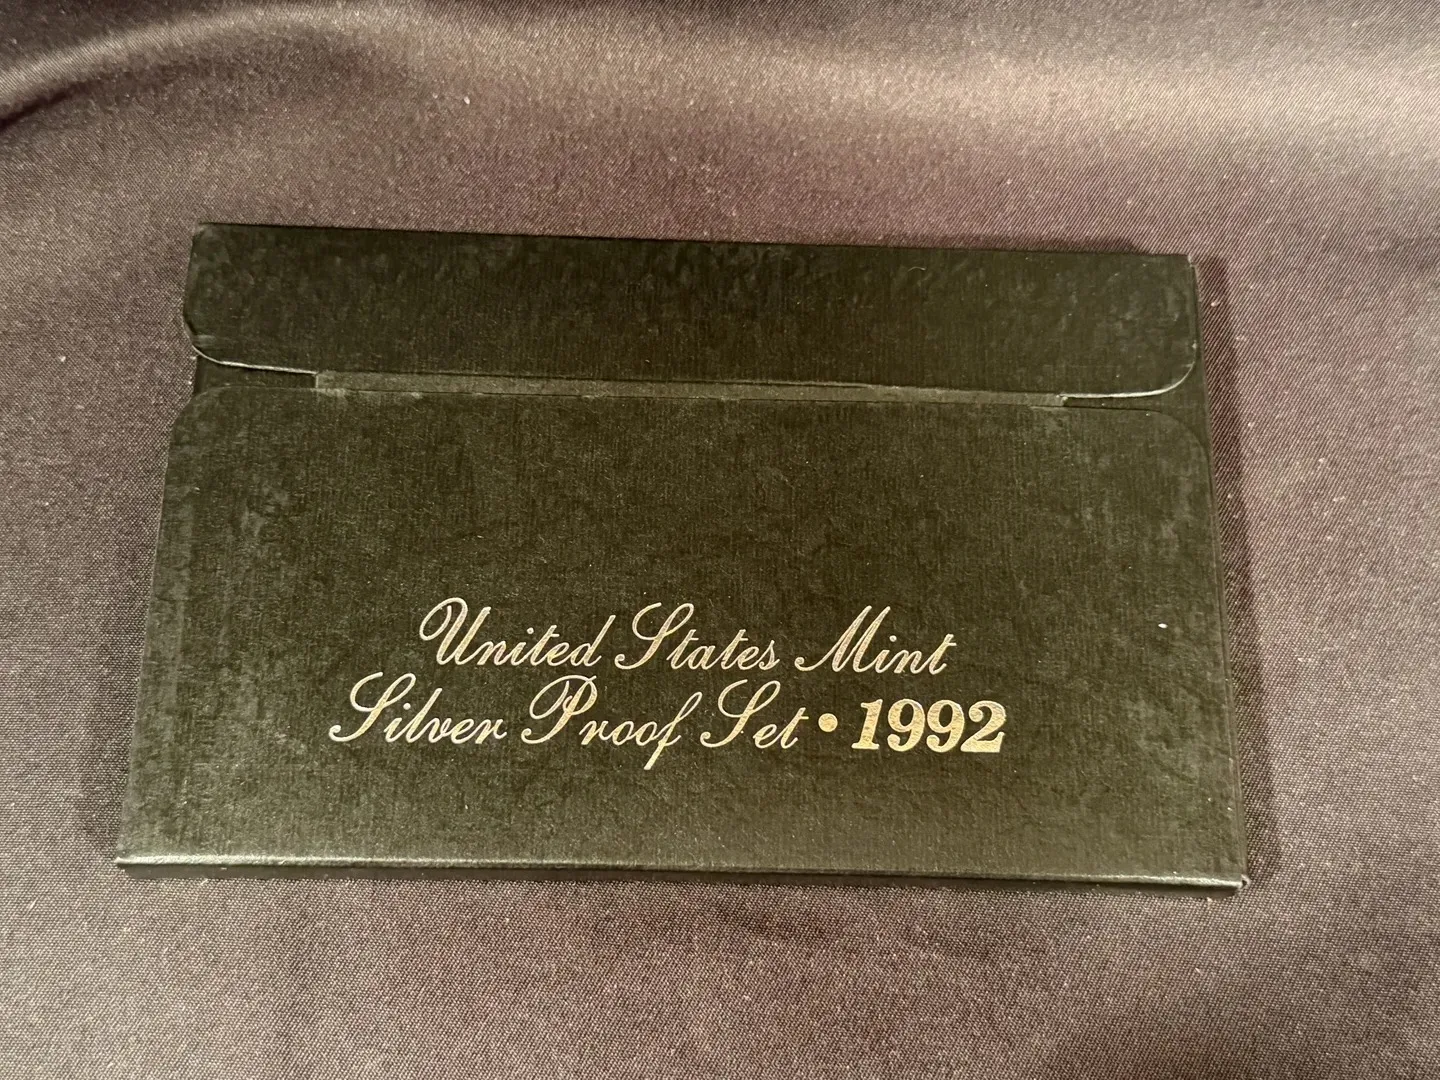 United States Mint
Silver Proof Set • 1992